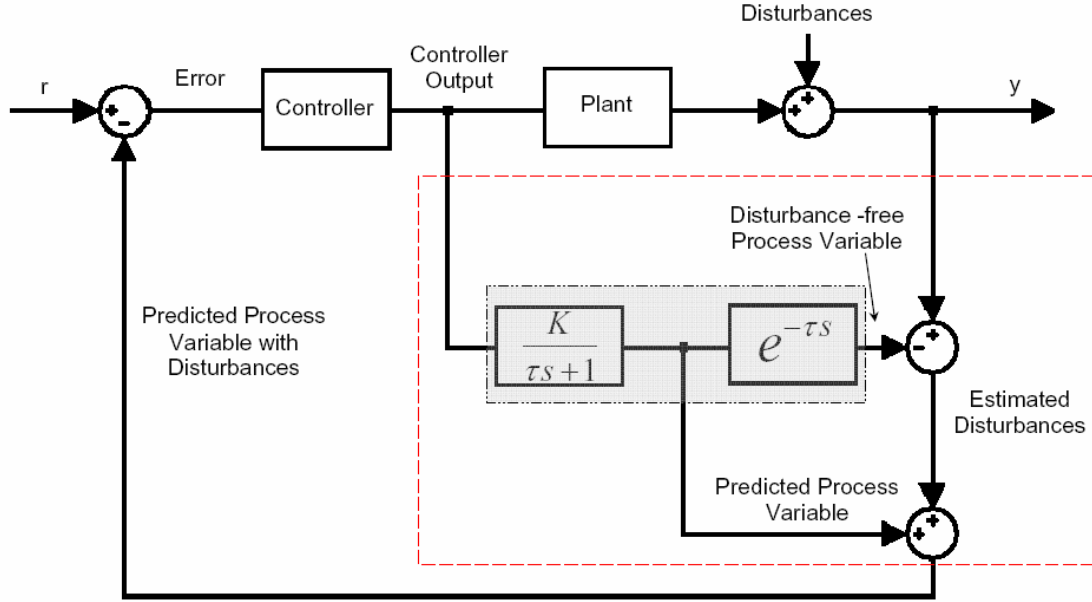 Disturbances
Controller
Output
Error
r
Controller
Plant
y
+
-
+
+
Disturbance -free
Process Variable
Predicted Process
Variable with
Disturbances
K
τs+1
e^{-τs}
+
-
Estimated
Disturbances
Predicted Process
Variable
+
+